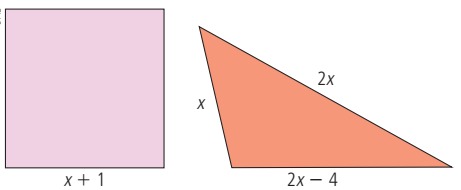 x + 1
x
2x
2x − 4